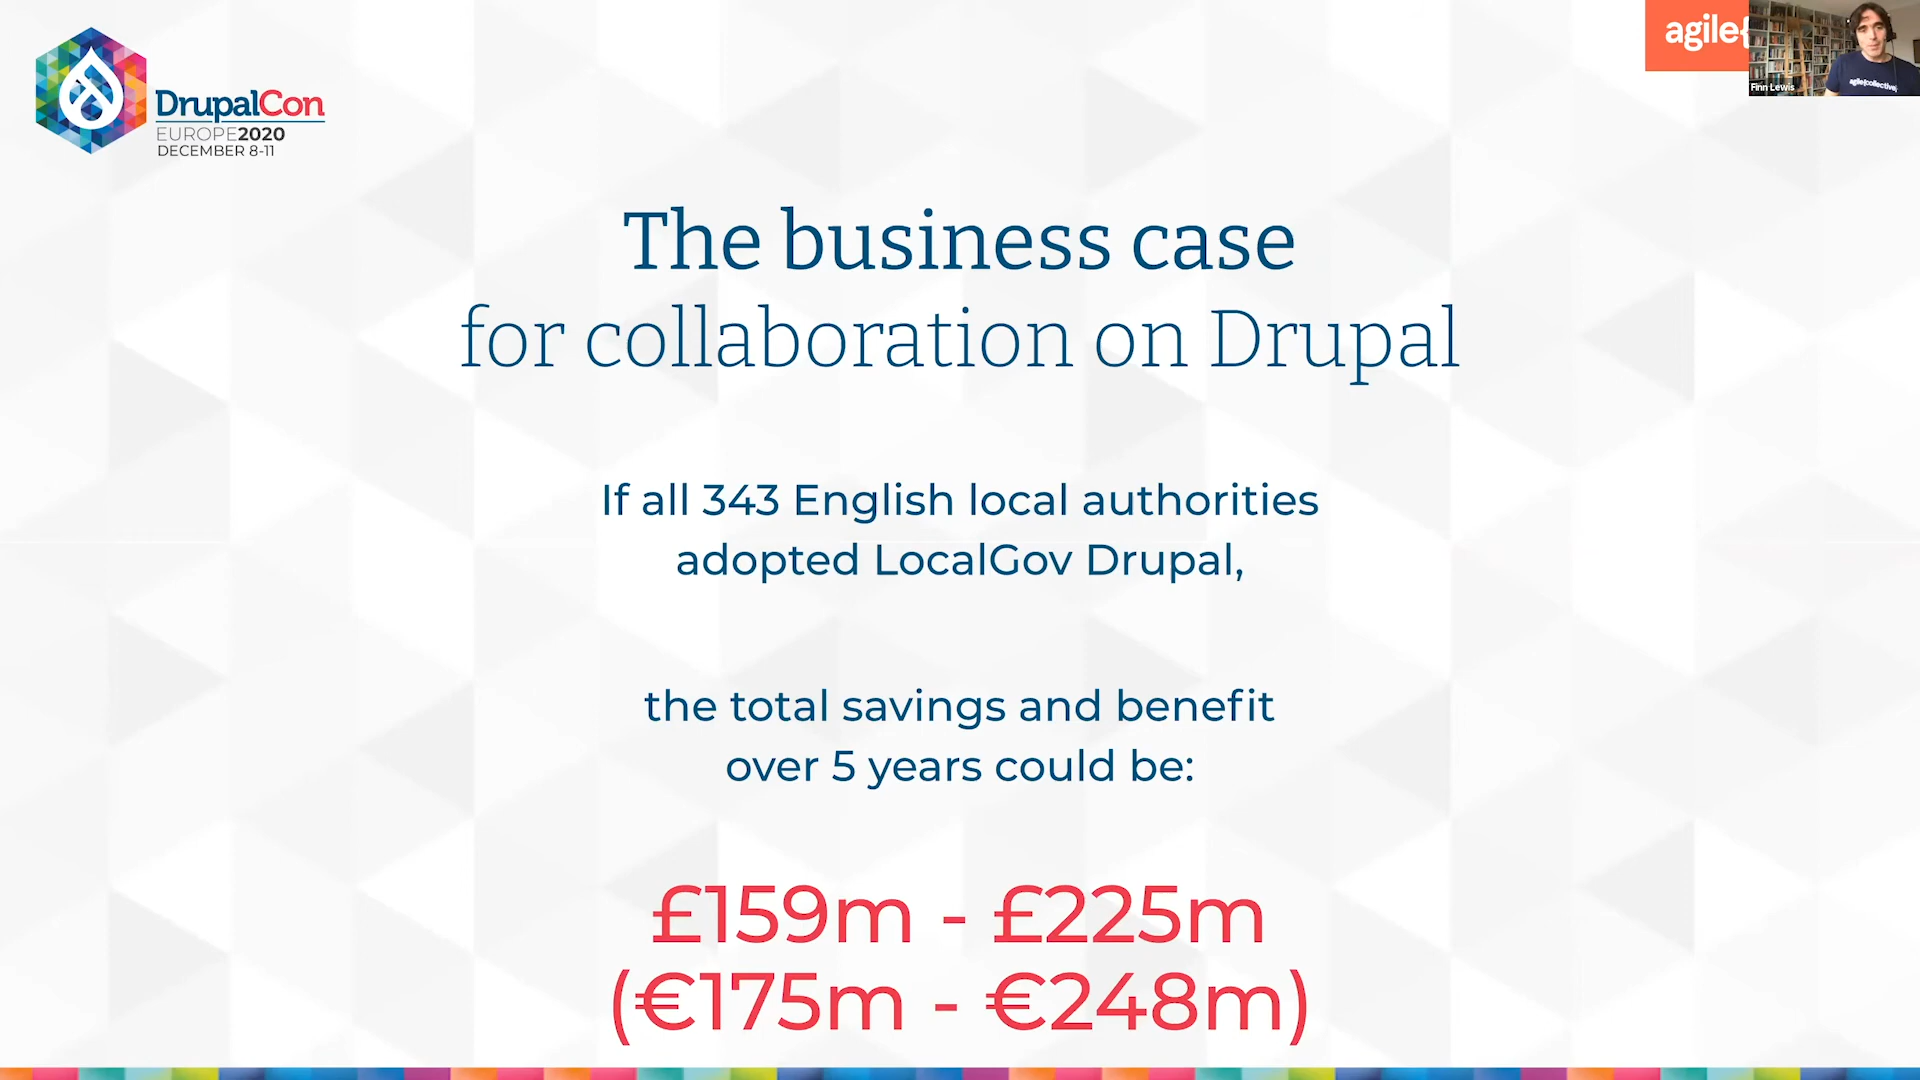 DrupalCon
EUROPE2020
DECEMBER 8-11
agile{
Finn Lewis
agile{collective}
The business case
for collaboration on Drupal
If all 343 English local authorities
adopted LocalGov Drupal,
the total savings and benefit
over 5 years could be:
£159m - £225m
(€175m - €248m)